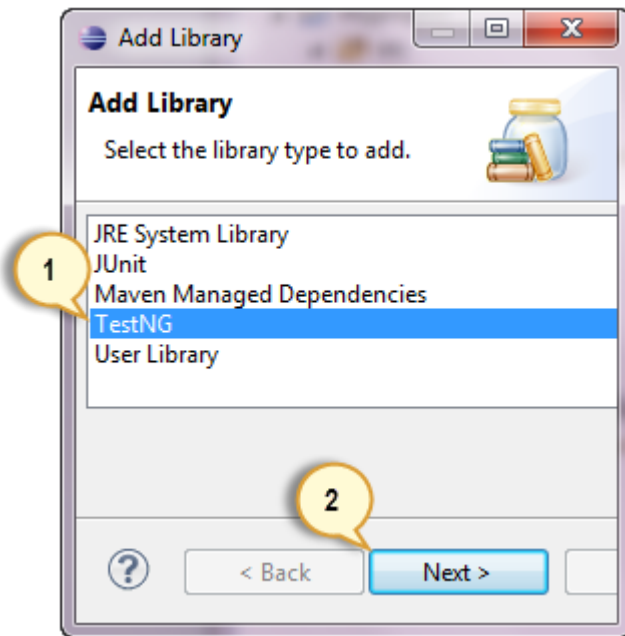 Add Library
Add Library
Select the library type to add.
JRE System Library
1
JUnit
Maven Managed Dependencies
TestNG
User Library
2
?
< Back
Next >